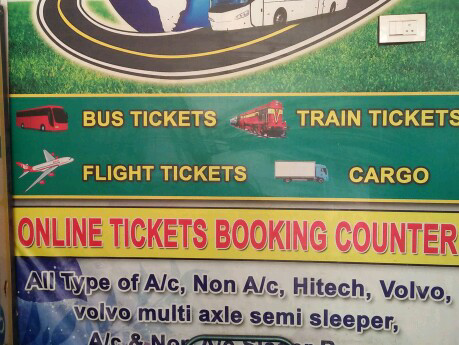 BUS TICKETS
TRAIN TICKETS
FLIGHT TICKETS
CARGO
ONLINE TICKETS BOOKING COUNTER
All Type of A/c, Non A/c, Hitech, Volvo,
volvo multi axle semi sleeper,
A/c &